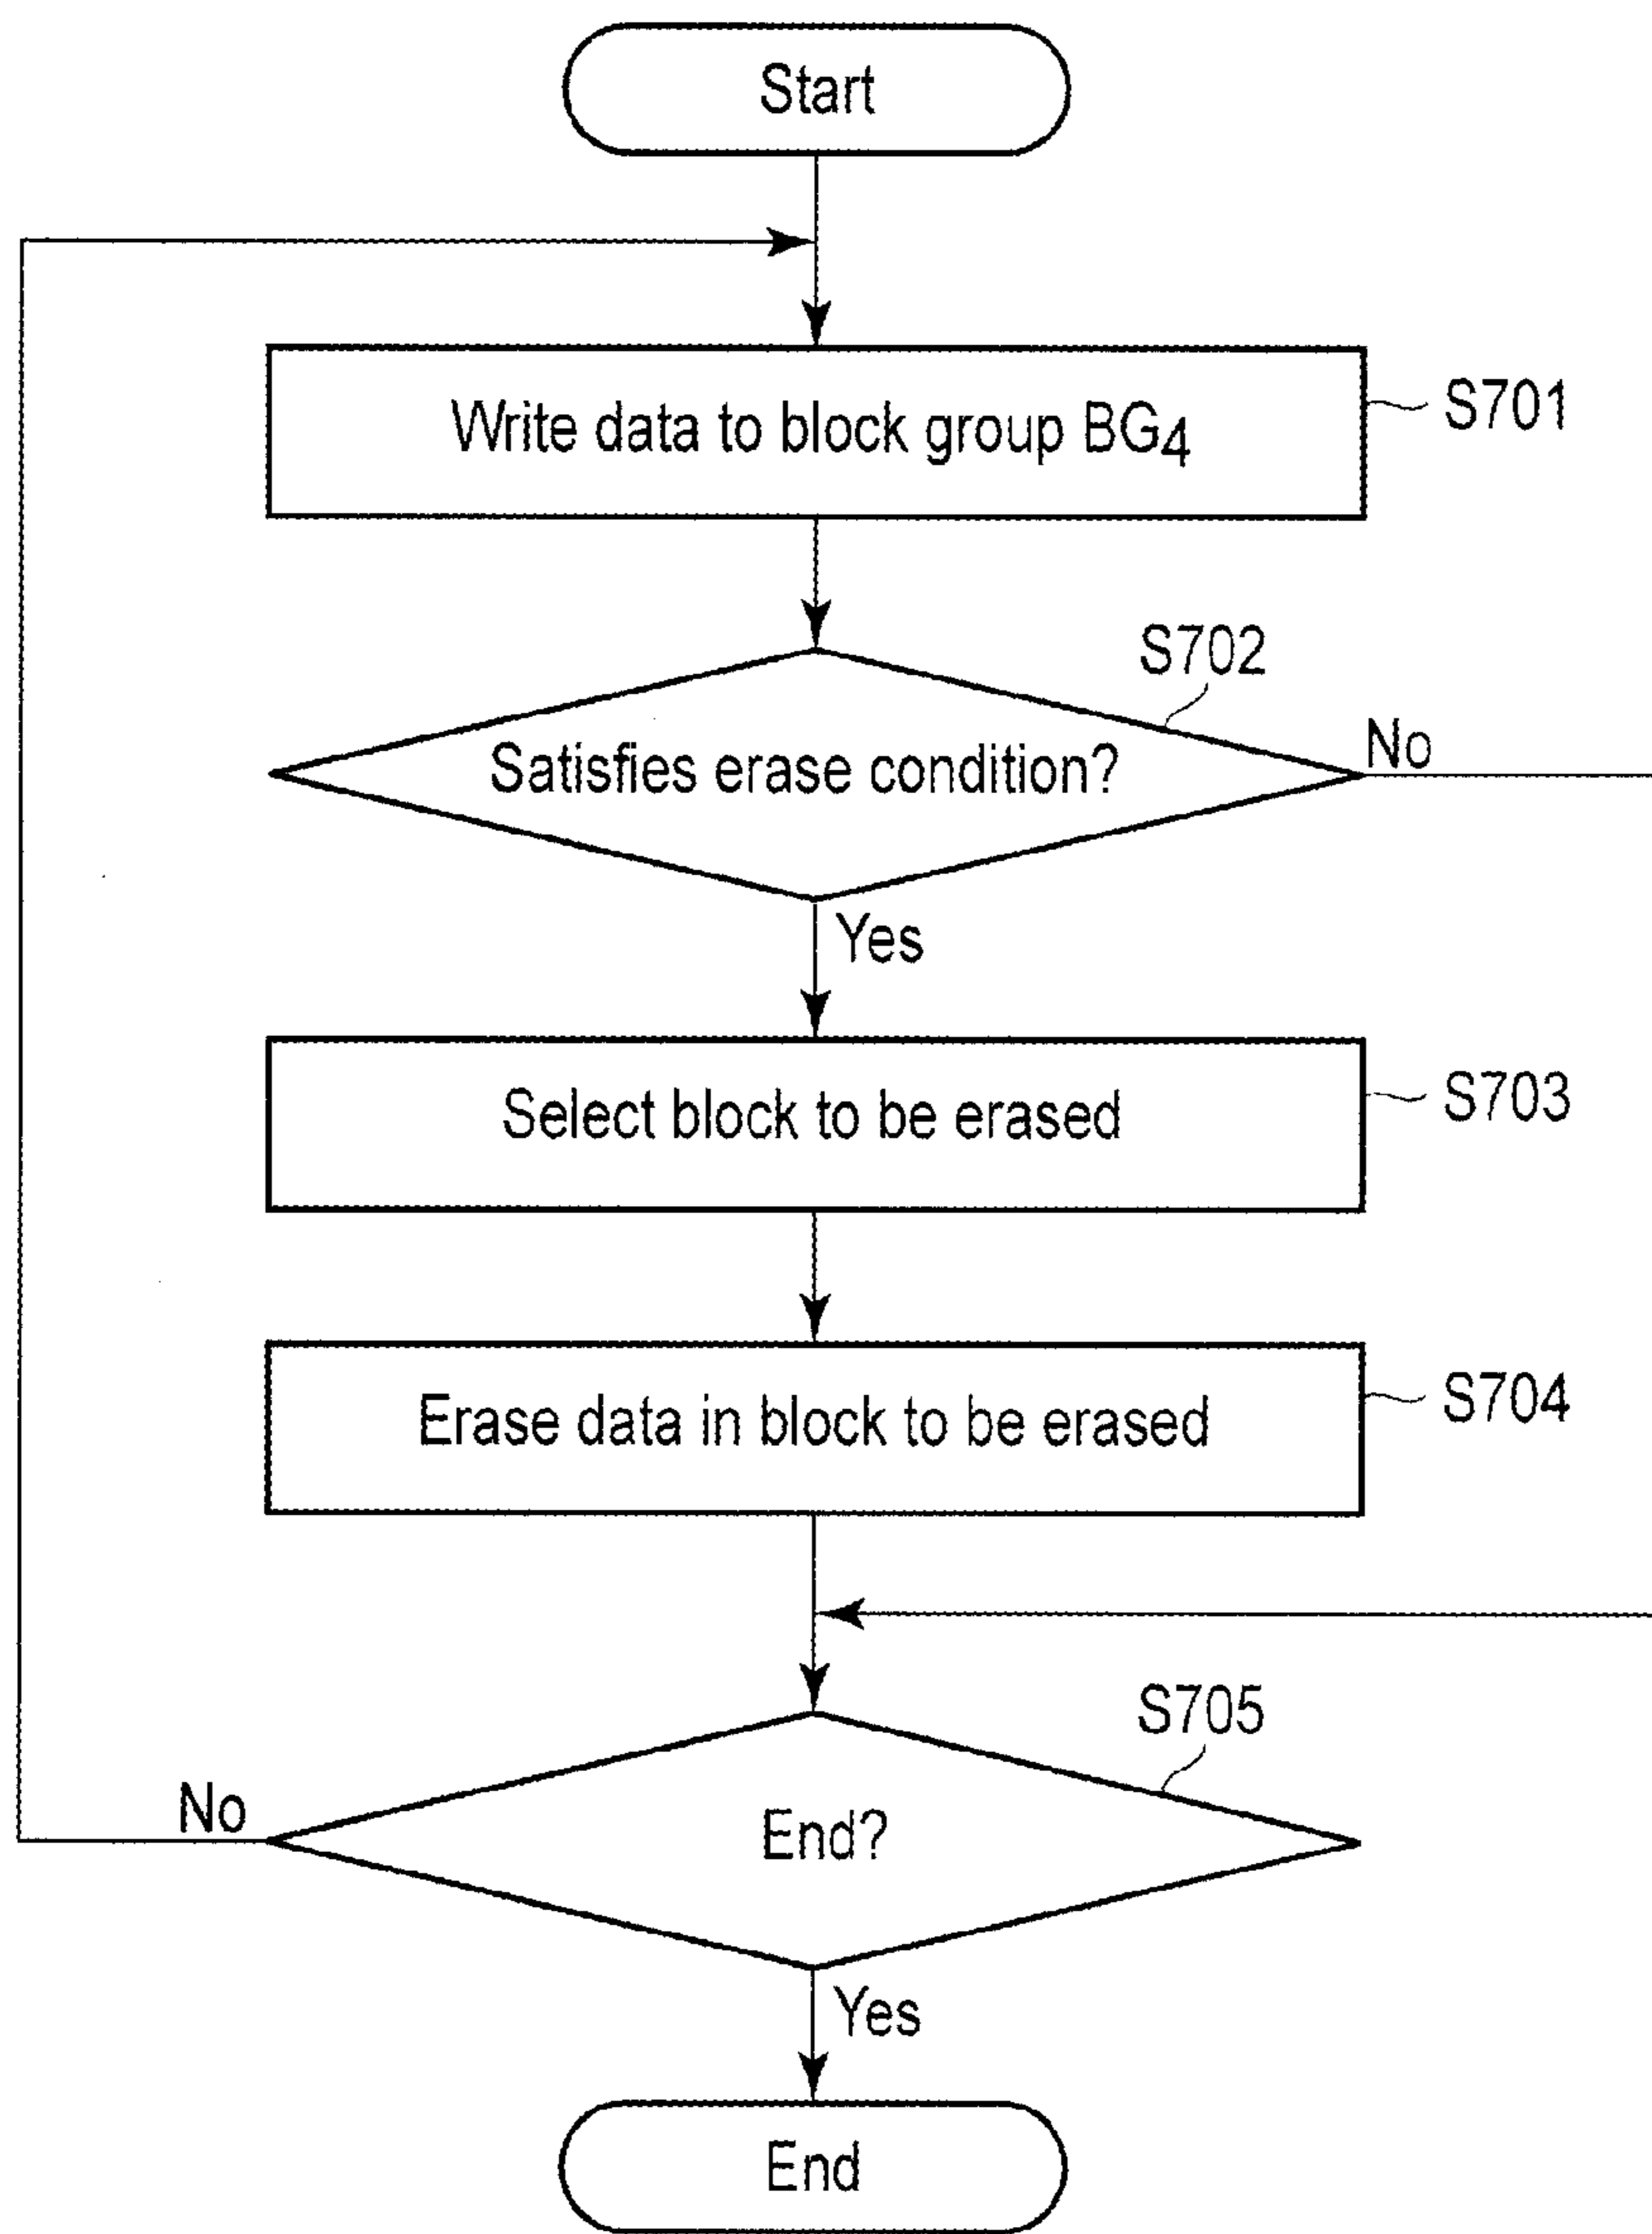 Start
Write data to block group BG4
S701
S702
Satisfies erase condition?
No
Yes
Select block to be erased
S703
Erase data in block to be erased
S704
S705
End?
No
Yes
End